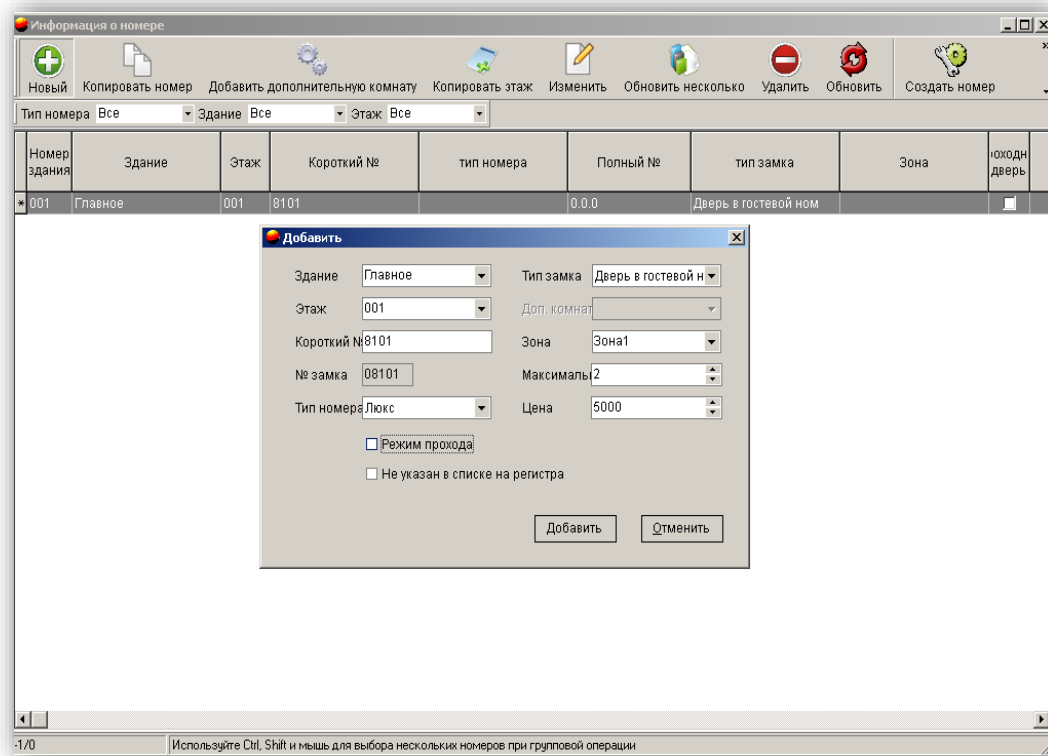 Информация о номере
Новый Копировать номер Добавить дополнительную комнату Копировать этаж Изменить Обновить несколько Удалить Обновить Создать номер
Тип номера Все Здание Все Этаж Все
Номер здания Здание Этаж Короткий № тип номера Полный № тип замка Зона юходн дверь
001 Главное 001 8101 0.0.0 Дверь в гостевой ном
Добавить
Здание Главное Тип замка Дверь в гостевой н
Этаж 001 Доп. комнат
Короткий № 8101 Зона Зона1
№ замка 08101 Максималь 2
Тип номера Люкс Цена 5000
Режим прохода
Не указан в списке на регистра
Добавить Отменить
-1/0 Используйте Ctrl, Shift и мышь для выбора нескольких номеров при групповой операции